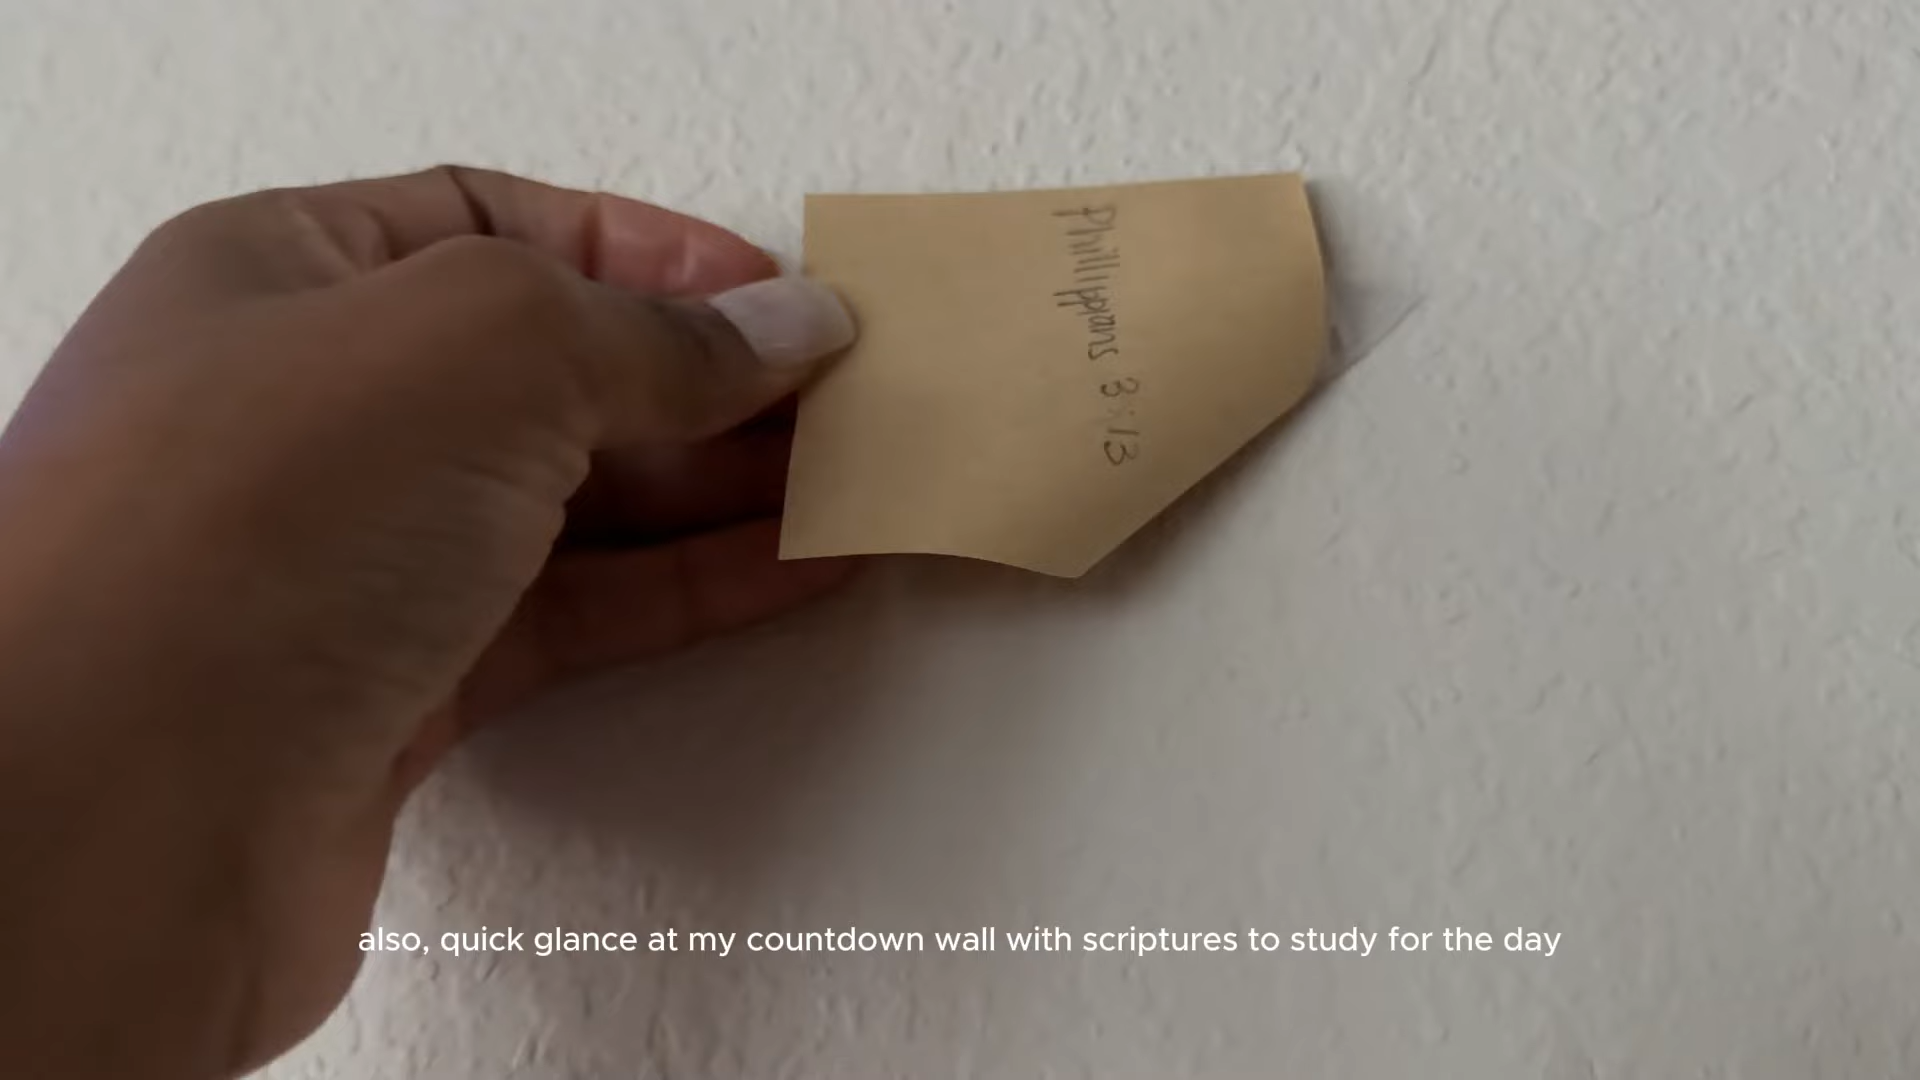 Phillippians 3:13
also, quick glance at my countdown wall with scriptures to study for the day